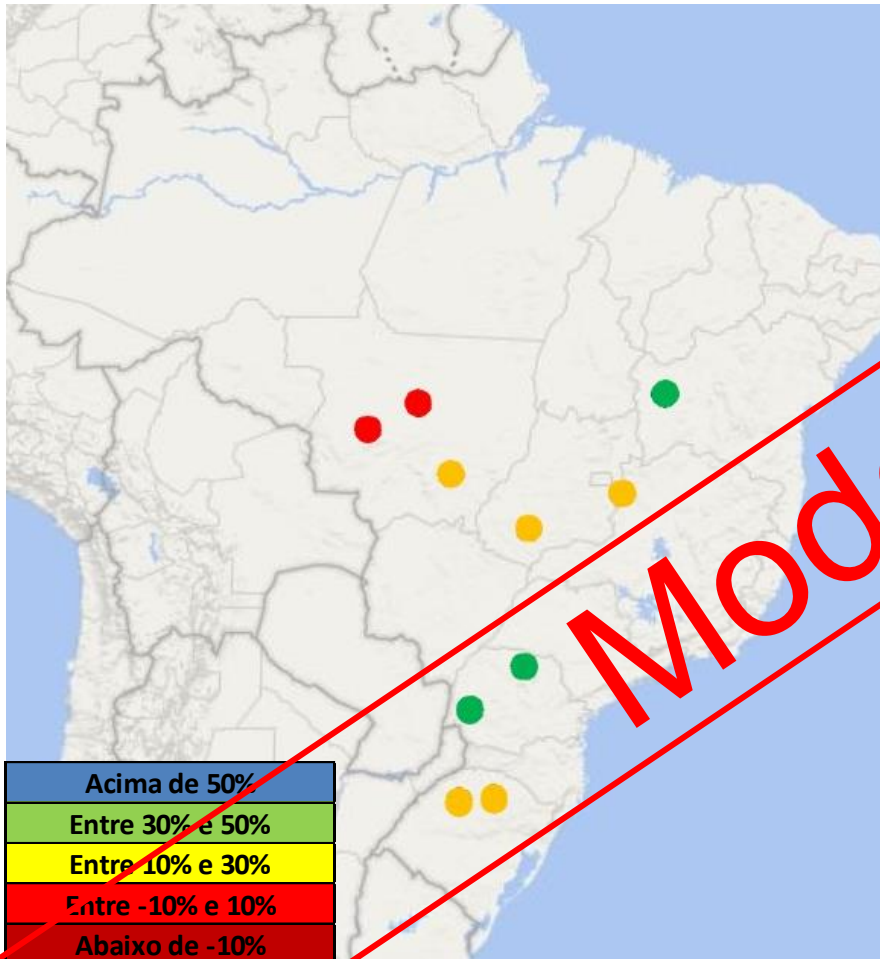 Mod
Acima de 50%
Entre 30% e 50%
Entre 10% e 30%
Entre -10% e 10%
Abaixo de -10%